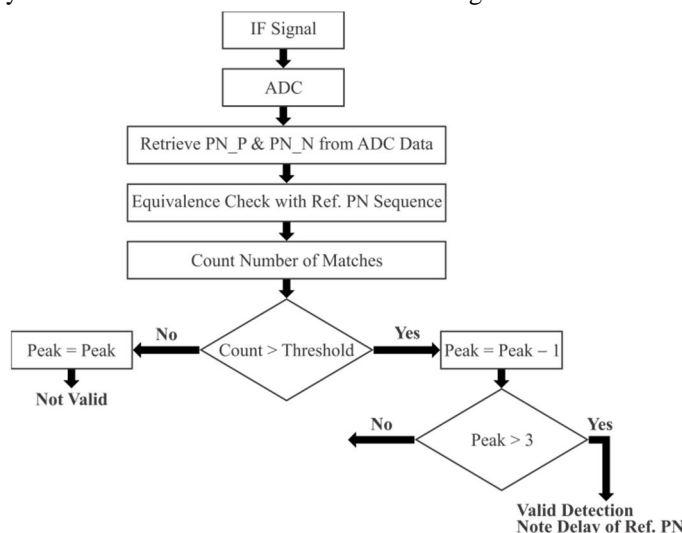 IF Signal
ADC
Retrieve PN_P & PN_N from ADC Data
Equivalence Check with Ref. PN Sequence
Count Number of Matches
No
Count > Threshold
Yes
Peak = Peak
Peak = Peak – 1
Not Valid
No
Peak > 3
Yes
Valid Detection
Note Delay of Ref. PN